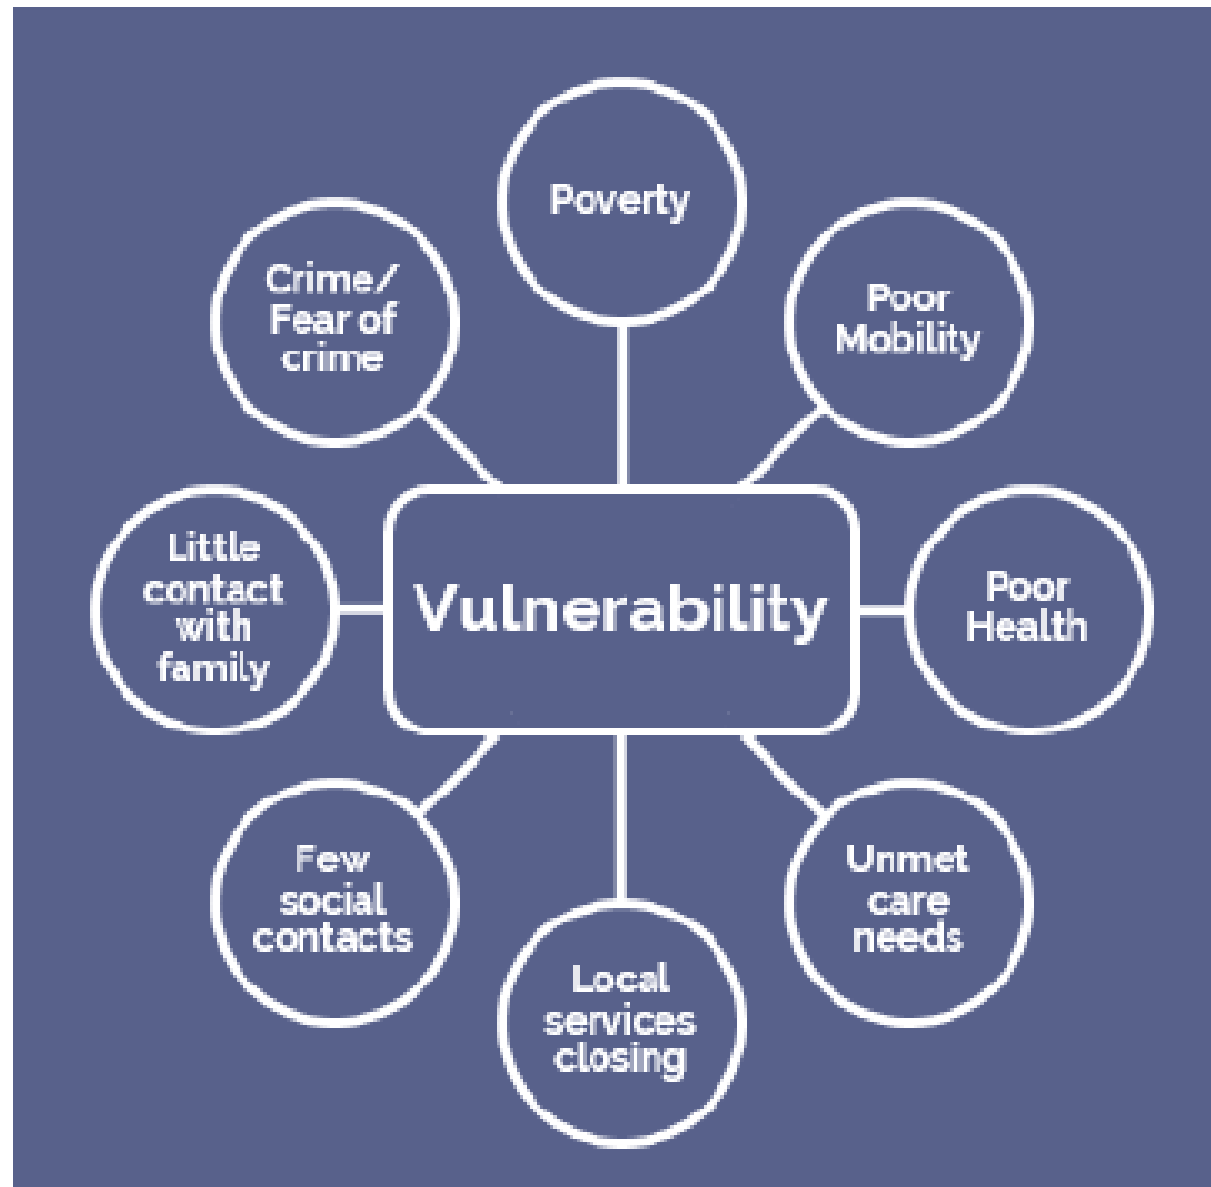 Poverty
Crime/
Fear of
crime
Poor
Mobility
Little
contact
with
family
Vulnerability
Poor
Health
Few
social
contacts
Unmet
care
needs
Local
services
closing